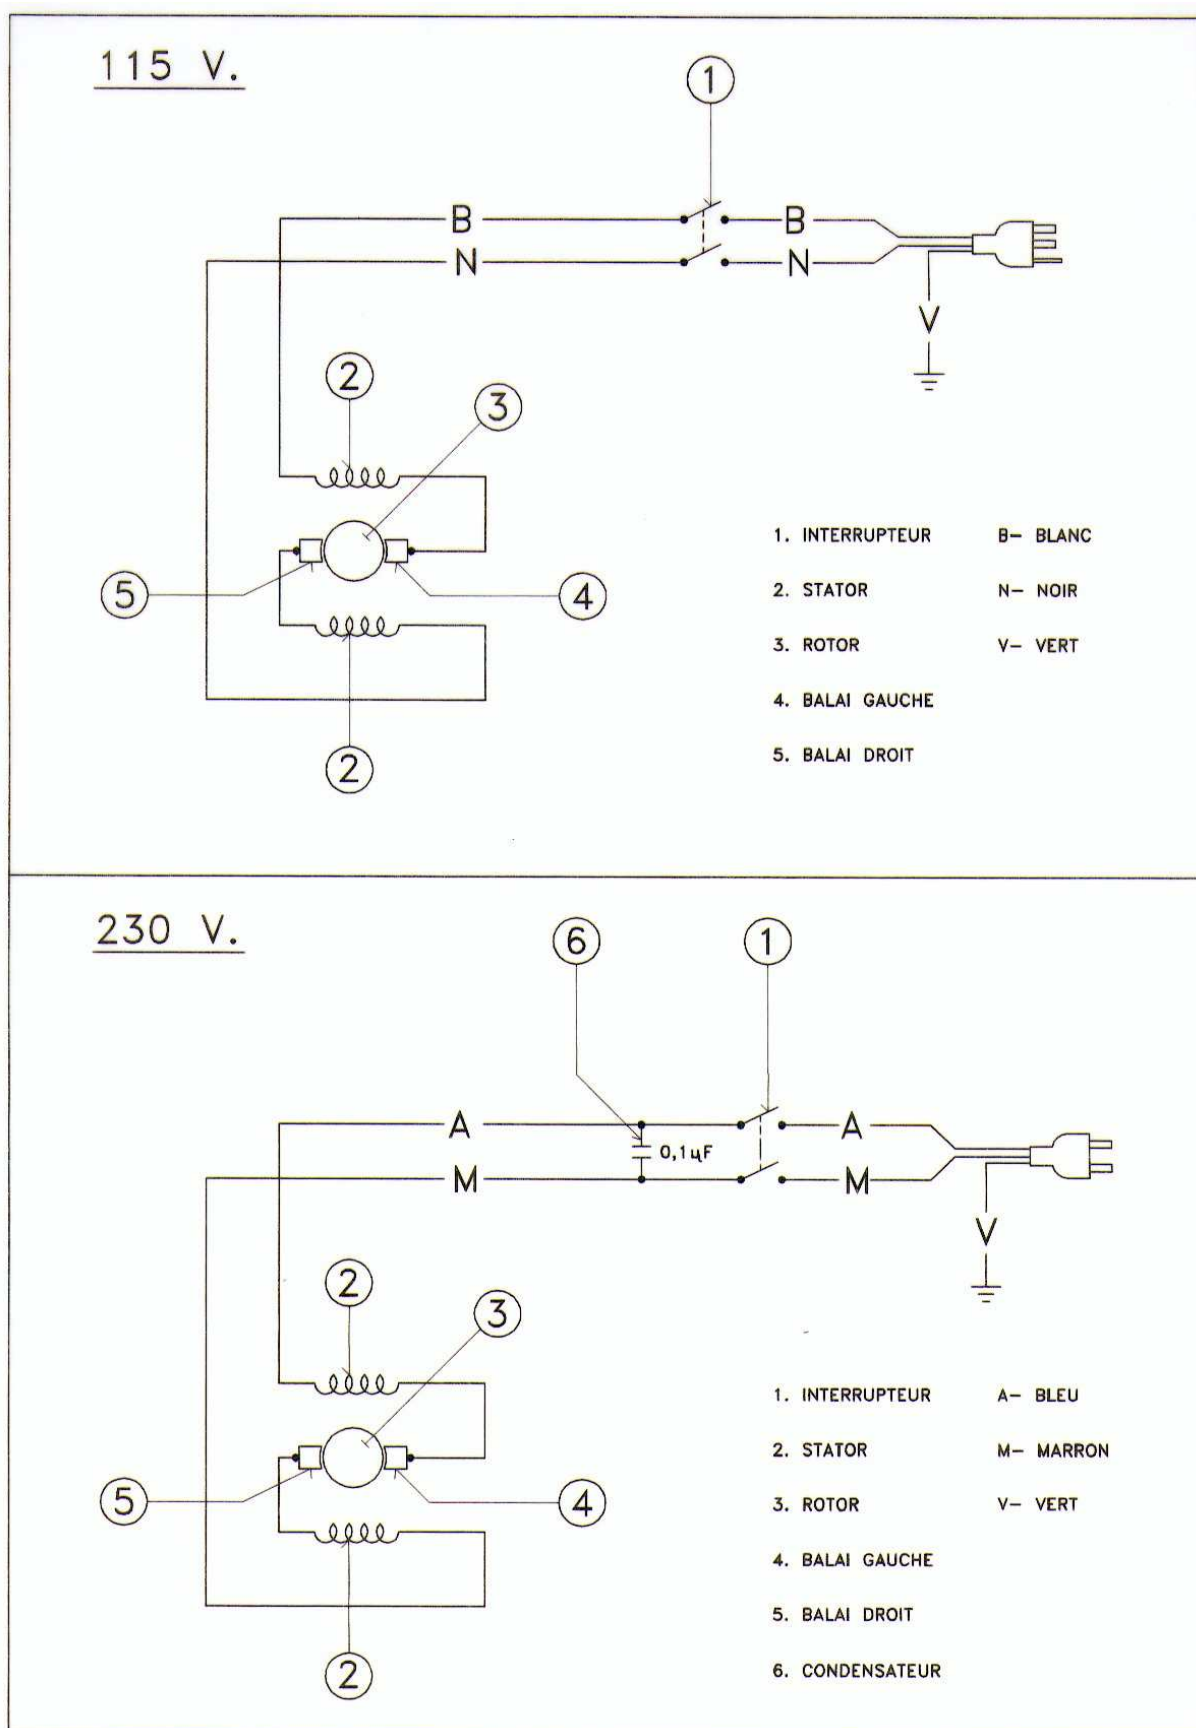 115 V.
1
B
B
N
N
V
2
3
5
4
2
1. INTERRUPTEUR B– BLANC
2. STATOR N– NOIR
3. ROTOR V– VERT
4. BALAI GAUCHE
5. BALAI DROIT
230 V.
6
1
A
A
0,1µF
M
M
V
2
3
5
4
2
1. INTERRUPTEUR A– BLEU
2. STATOR M– MARRON
3. ROTOR V– VERT
4. BALAI GAUCHE
5. BALAI DROIT
6. CONDENSATEUR